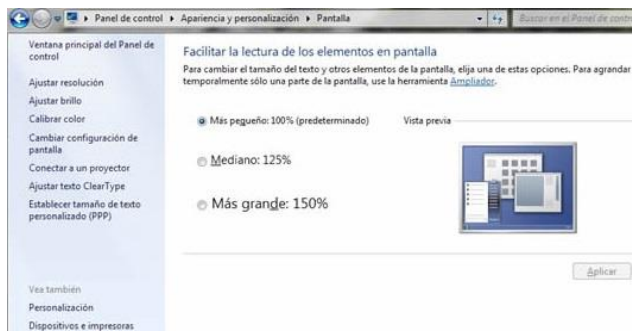 Panel de control ▸ Apariencia y personalización ▸ Pantalla
Buscar en el Panel de contro
Ventana principal del Panel de
control
Ajustar resolución
Ajustar brillo
Calibrar color
Cambiar configuración de
pantalla
Conectar a un proyector
Ajustar texto ClearType
Establecer tamaño de texto
personalizado (PPP)
Vea también
Personalización
Dispositivos e impresoras
Facilitar la lectura de los elementos en pantalla
Para cambiar el tamaño del texto y otros elementos de la pantalla, elija una de estas opciones. Para agrandar
temporalmente sólo una parte de la pantalla, use la herramienta Ampliador.
Más pequeño: 100% (predeterminado)
Vista previa
Mediano: 125%
Más grande: 150%
Aplicar